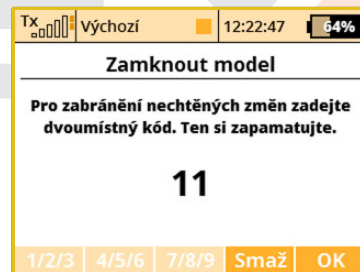 Tx Výchozí 12:22:47 64%
Zamknout model
Pro zabránění nechtěných změn zadejte
dvoumístný kód. Ten si zapamatujte.
11
1/2/3 4/5/6 7/8/9 Smaž OK